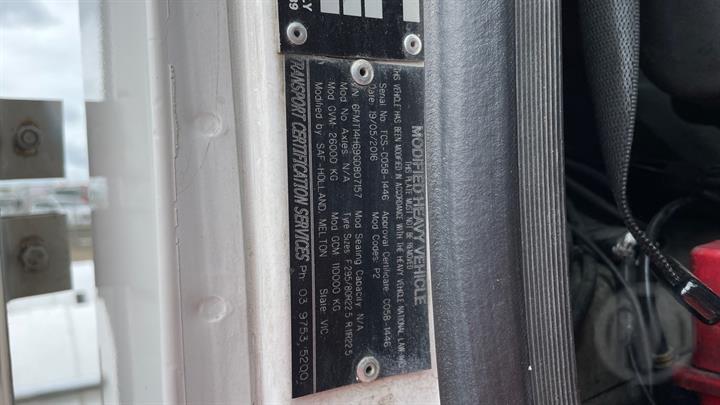 MODIFIED HEAVY VEHICLE
THIS PLATE MUST NOT BE REMOVED
THIS VEHICLE HAS BEEN MODIFIED IN ACCORDANCE WITH THE HEAVY VEHICLE NATIONAL LAW AND
Serial No: TCS-C058-1446 Approval Certificate: C058-1446
Date: 19/05/2016 Mod Codes: P2
VIN: 6FMT14H69GD807157
Mod No. Axles: N/A Mod Seating Capacity: N/A
Mod GVM: 26000 KG Tyre Sizes: F295/80R22.5 R:11R22.5
Mod GCM: 110000 KG
Modified by: SAF-HOLLAND, MELTON State: VIC
TRANSPORT CERTIFICATION SERVICES PH: 03 9753 5200